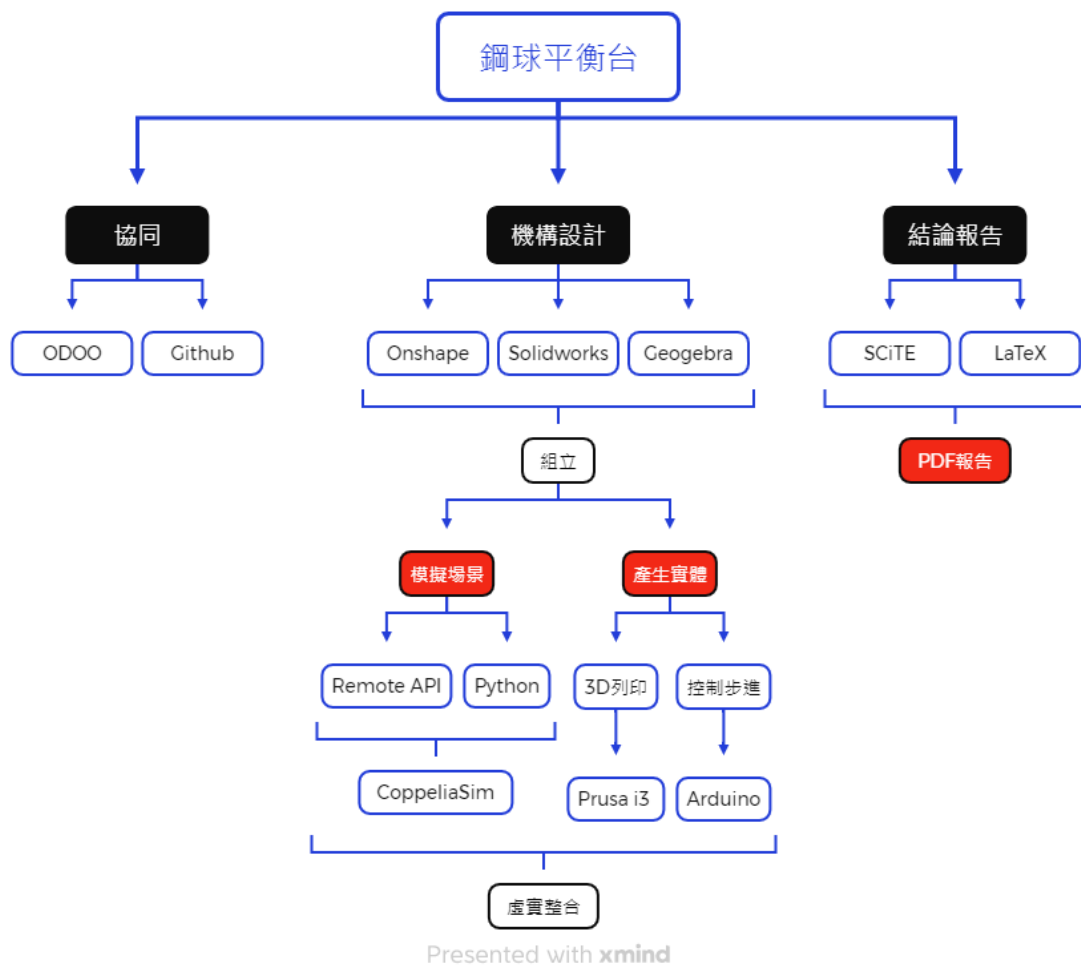 鋼球平衡台
協同
機構設計
結論報告
ODOO
Github
Onshape
Solidworks
Geogebra
SCiTE
LaTeX
組立
PDF報告
模擬場景
產生實體
Remote API
Python
3D列印
控制步進
CoppeliaSim
Prusa i3
Arduino
虛實整合
Presented with xmind